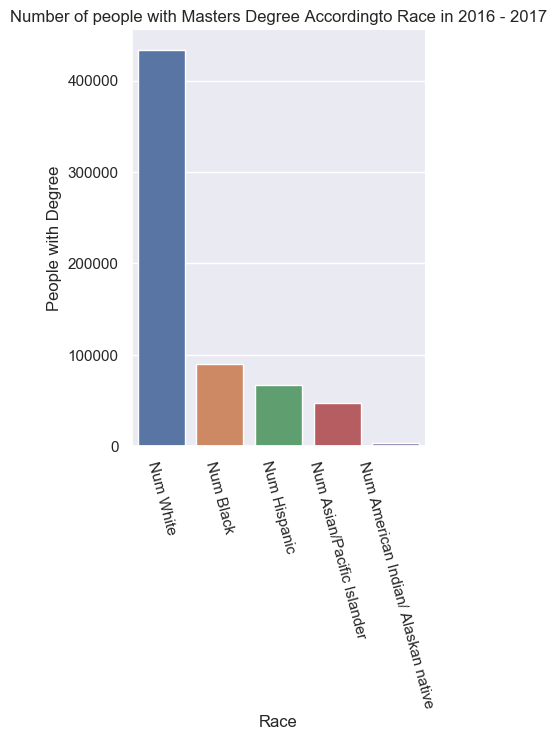 Number of people with Masters Degree Accordingto Race in 2016 - 2017
400000
300000
200000
100000
0
People with Degree
Num White
Num Black
Num Hispanic
Num Asian/Pacific Islander
Num American Indian/ Alaskan native
Race